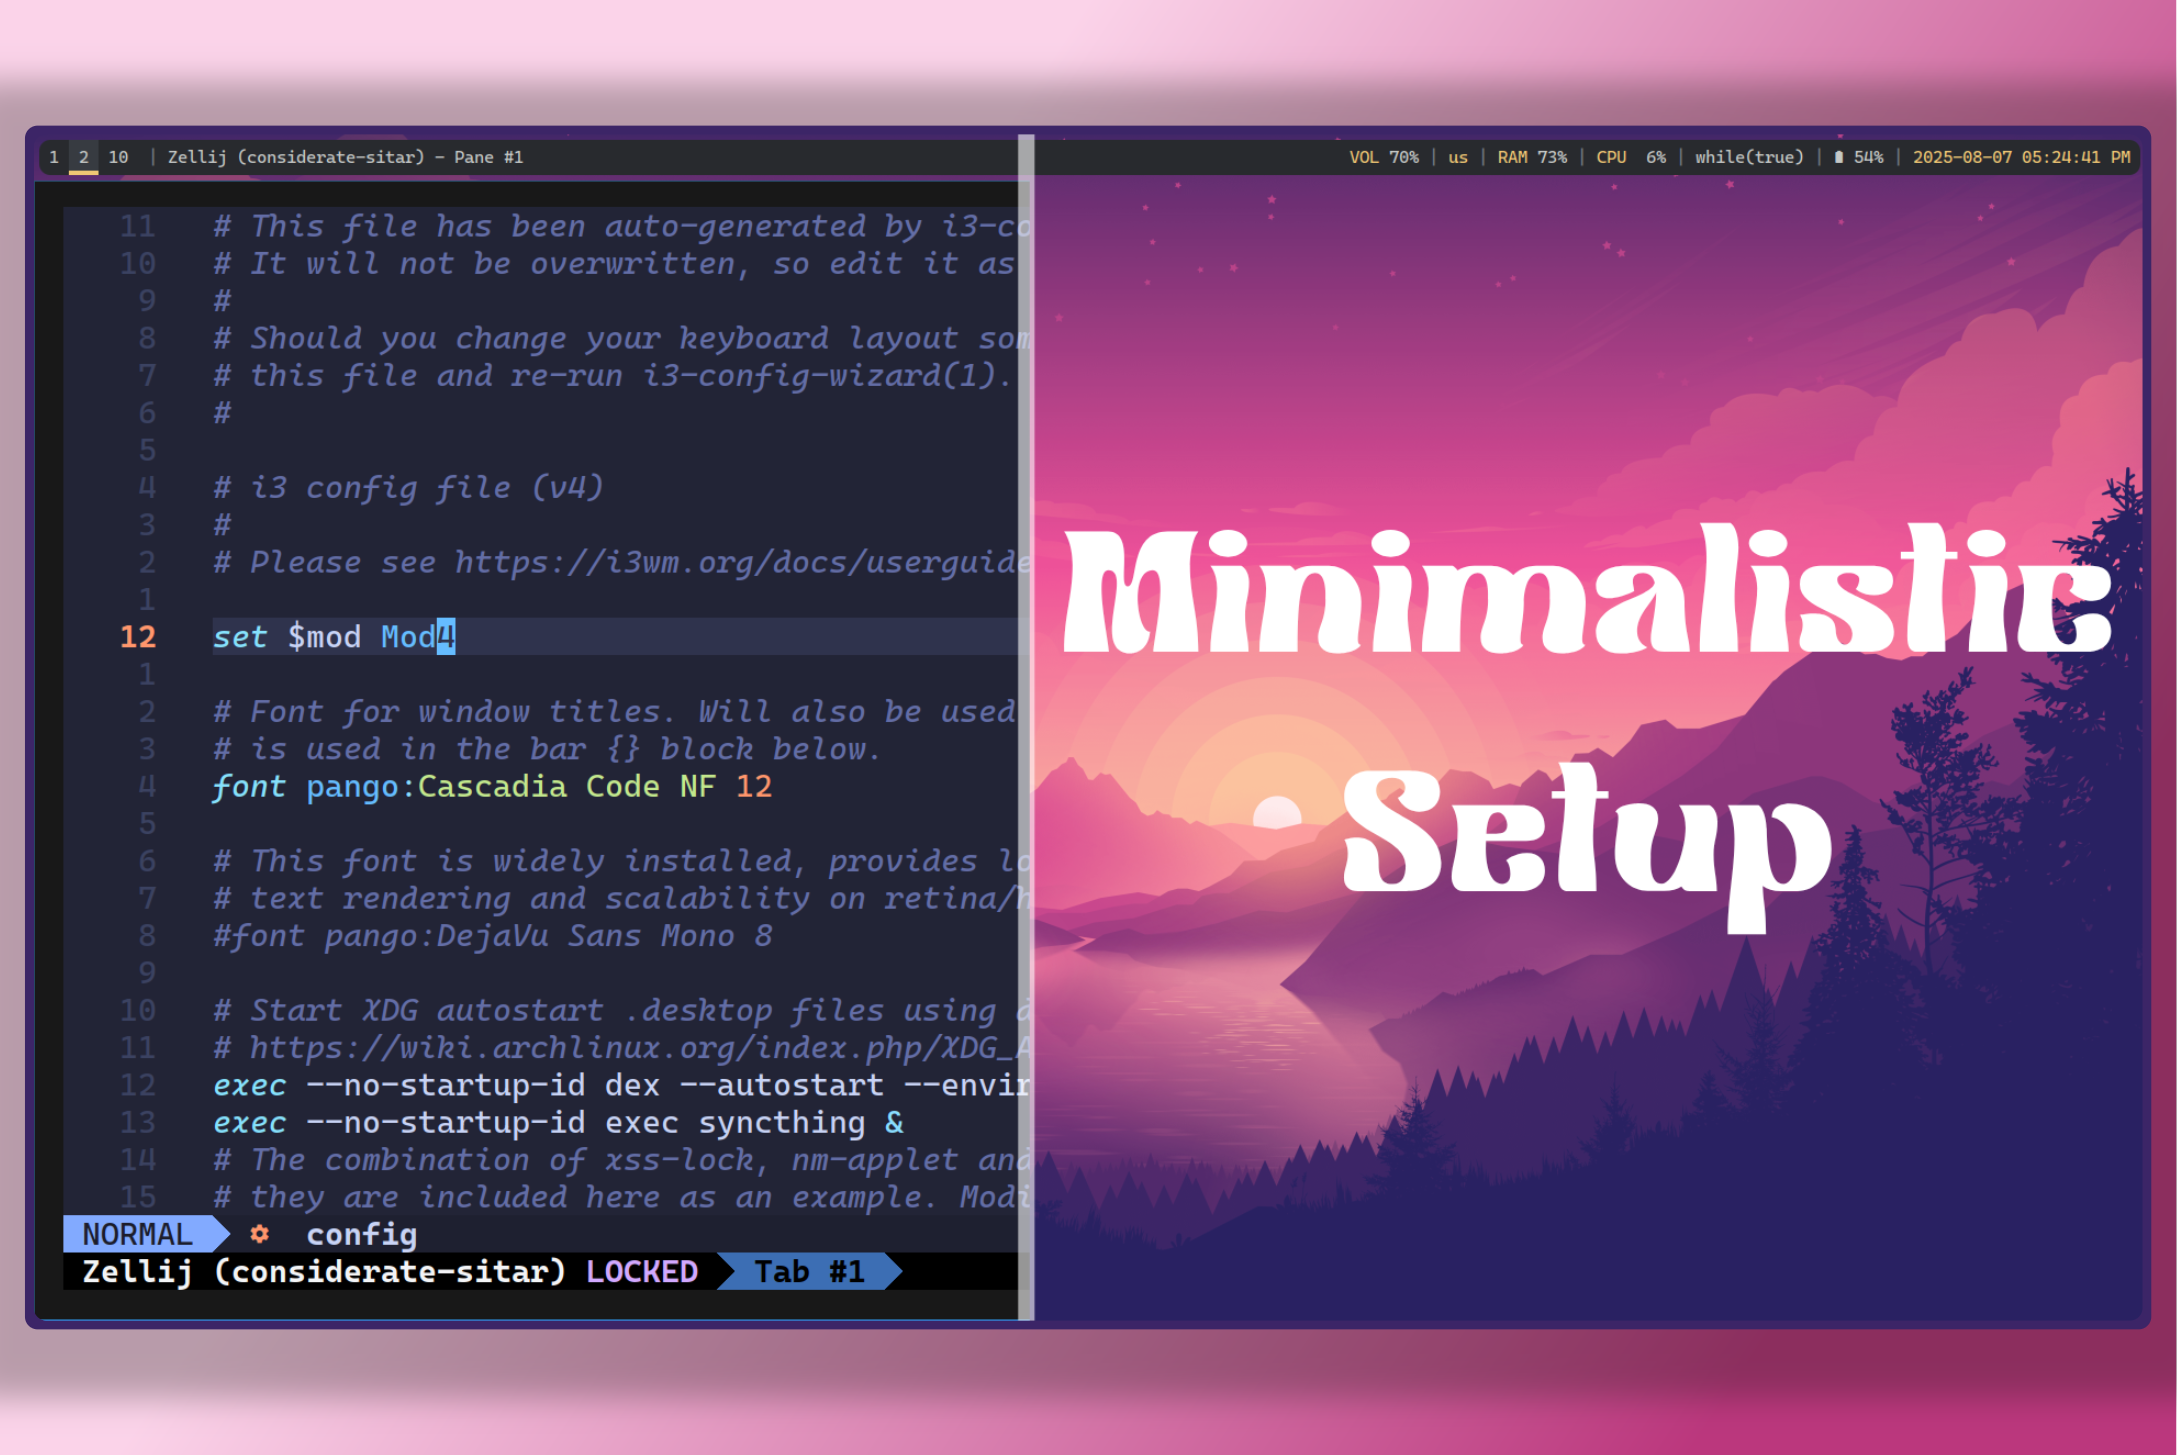 1 2 10 | Zellij (considerate-sitar) - Pane #1
VOL 70% | us | RAM 73% | CPU 6% | while(true) | 54% | 2025-08-07 05:24:41 PM
11 # This file has been auto-generated by i3-co
10 # It will not be overwritten, so edit it as
9 #
8 # Should you change your keyboard layout som
7 # this file and re-run i3-config-wizard(1).
6 #
5
4 # i3 config file (v4)
3 #
2 # Please see https://i3wm.org/docs/userguide
1
12 set $mod Mod4
1
2 # Font for window titles. Will also be used
3 # is used in the bar {} block below.
4 font pango:Cascadia Code NF 12
5
6 # This font is widely installed, provides lo
7 # text rendering and scalability on retina/h
8 #font pango:DejaVu Sans Mono 8
9
10 # Start XDG autostart .desktop files using d
11 # https://wiki.archlinux.org/index.php/XDG_A
12 exec --no-startup-id dex --autostart --envir
13 exec --no-startup-id exec syncthing &
14 # The combination of xss-lock, nm-applet and
15 # they are included here as an example. Modi
NORMAL config
Zellij (considerate-sitar) LOCKED Tab #1
Minimalistic
Setup